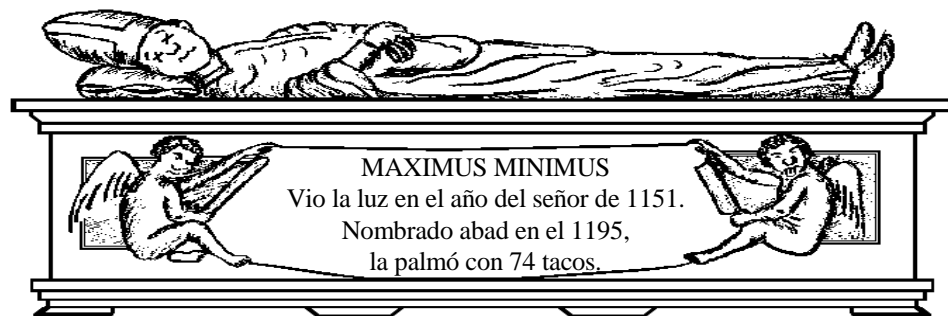 MAXIMUS MINIMUS
Vio la luz en el año del señor de 1151.
Nombrado abad en el 1195,
la palmó con 74 tacos.